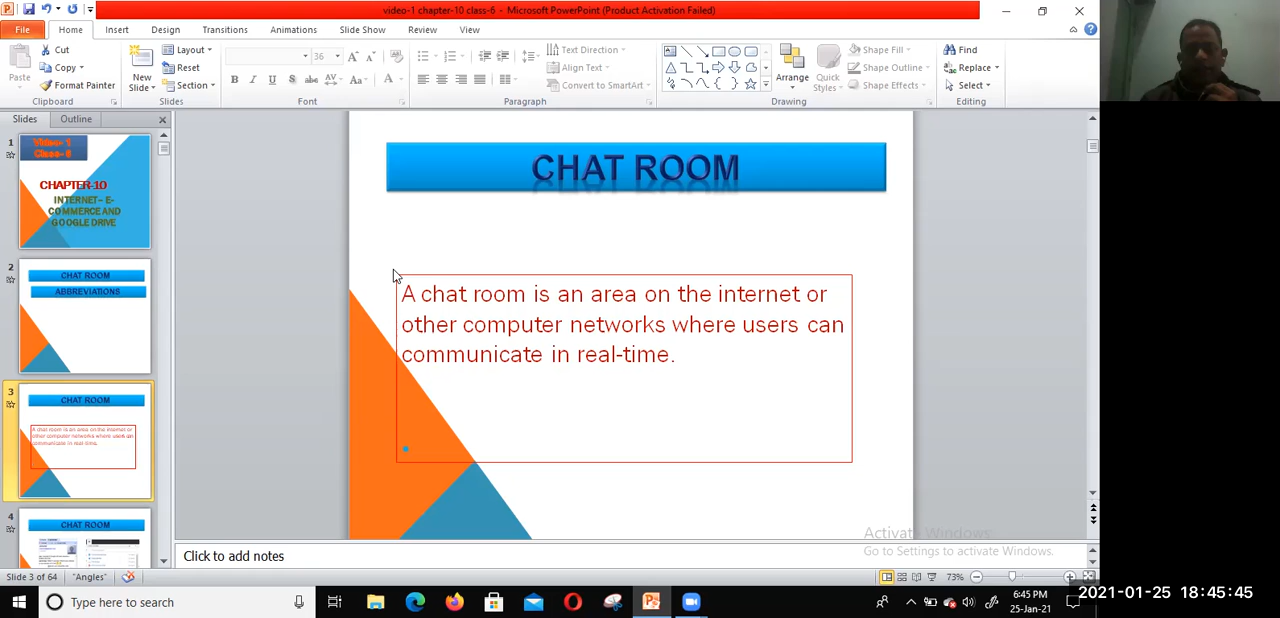 video-1 chapter-10 class-6 - Microsoft PowerPoint (Product Activation Failed)
File Home Insert Design Transitions Animations Slide Show Review View
Cut
Copy
Format Painter
Paste
Clipboard
New
Slide
Layout
Reset
Section
Slides
36
Font
Text Direction
Align Text
Convert to SmartArt
Paragraph
Arrange
Quick
Styles
Shape Fill
Shape Outline
Shape Effects
Drawing
Find
Replace
Select
Editing
Slides Outline
1
Video- 1
Class- 6
CHAPTER-10
INTERNET- E-
COMMERCE AND
GOOGLE DRIVE
2
CHAT ROOM
ABBREVIATIONS
3
CHAT ROOM
A chat room is an area on the internet or
other computer networks where users can
communicate in real-time.
4
CHAT ROOM
CHAT ROOM
A chat room is an area on the internet or
other computer networks where users can
communicate in real-time.
Activate Windows
Go to Settings to activate Windows.
Click to add notes
Slide 3 of 64 "Angles" 73%
Type here to search
6:45 PM
25-Jan-21
2021-01-25 18:45:45